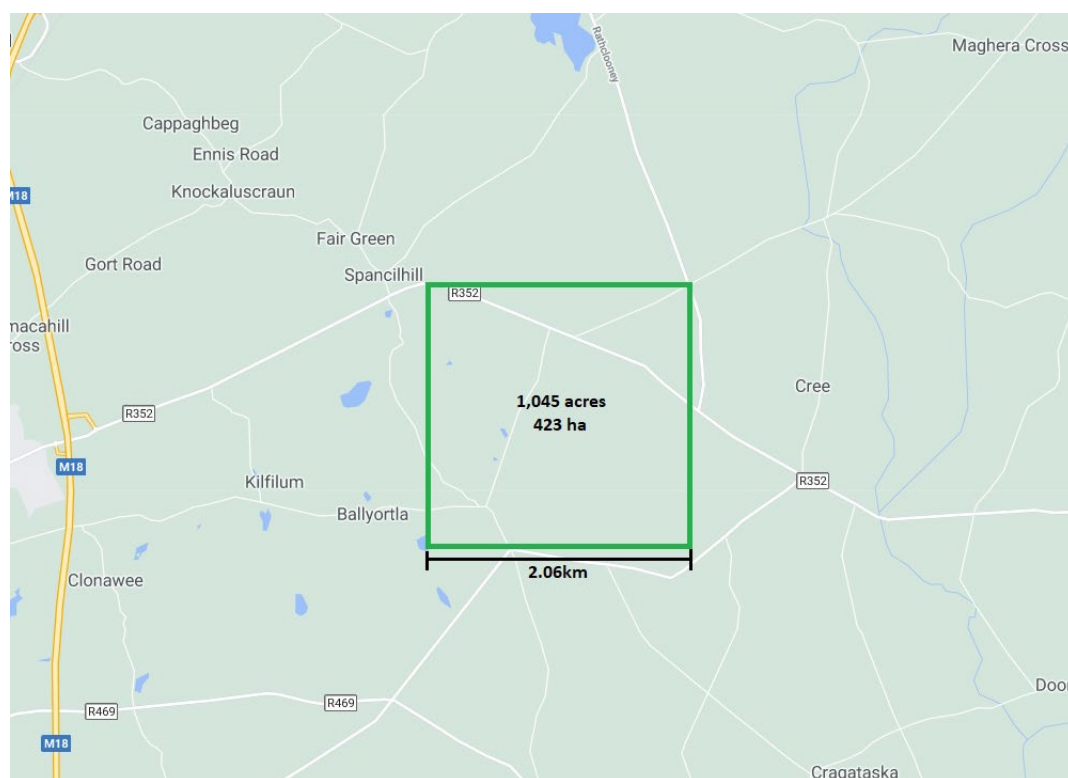 Rathclooney
Maghera Cross
Cappaghbeg
Ennis Road
M18
Knockaluscraun
Fair Green
Gort Road
Spancilhill
R352
macahill
ross
Cree
1,045 acres
423 ha
R352
M18
R352
Kilfilum
Ballyortla
2.06km
Clonawee
Doo
R469
R469
M18
Cragataska